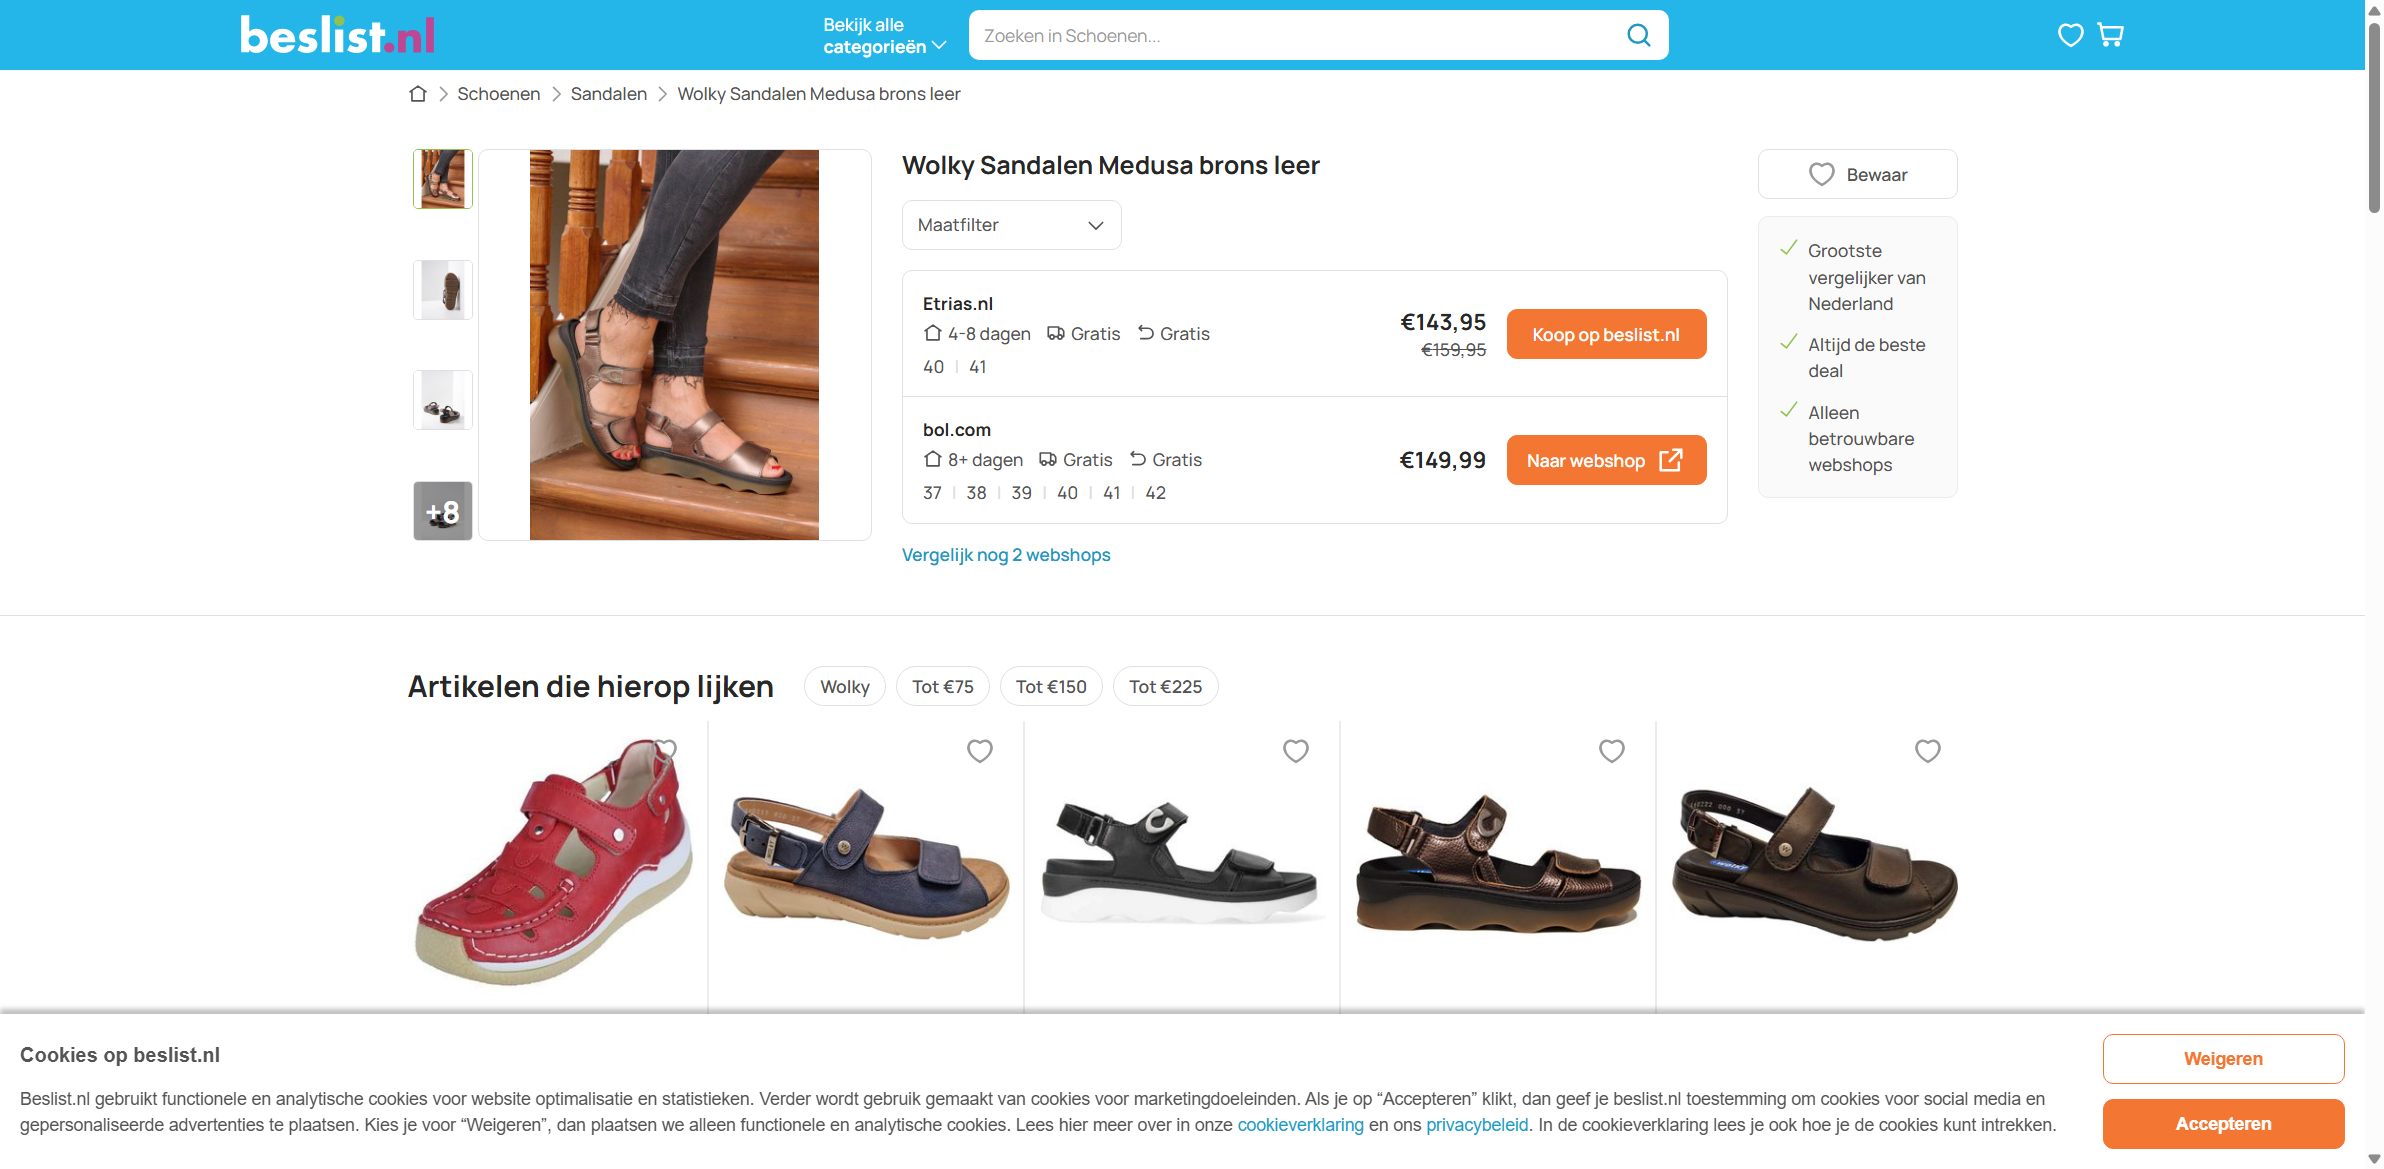 beslist.nl
Bekijk alle
categorieën
Zoeken in Schoenen...
Schoenen
Sandalen
Wolky Sandalen Medusa brons leer
+8
Wolky Sandalen Medusa brons leer
Maatfilter
Etrias.nl
4-8 dagen Gratis Gratis
40 41
€143,95
€159,95
Koop op beslist.nl
bol.com
8+ dagen Gratis Gratis
37 38 39 40 41 42
€149,99
Naar webshop
Vergelijk nog 2 webshops
Bewaar
Grootste
vergelijker van
Nederland
Altijd de beste
deal
Alleen
betrouwbare
webshops
Artikelen die hierop lijken
Wolky
Tot €75
Tot €150
Tot €225
Cookies op beslist.nl
Beslist.nl gebruikt functionele en analytische cookies voor website optimalisatie en statistieken. Verder wordt gebruik gemaakt van cookies voor marketingdoeleinden. Als je op “Accepteren” klikt, dan geef je beslist.nl toestemming om cookies voor social media en
gepersonaliseerde advertenties te plaatsen. Kies je voor “Weigeren”, dan plaatsen we alleen functionele en analytische cookies. Lees hier meer over in onze cookieverklaring en ons privacybeleid. In de cookieverklaring lees je ook hoe je de cookies kunt intrekken.
Weigeren
Accepteren